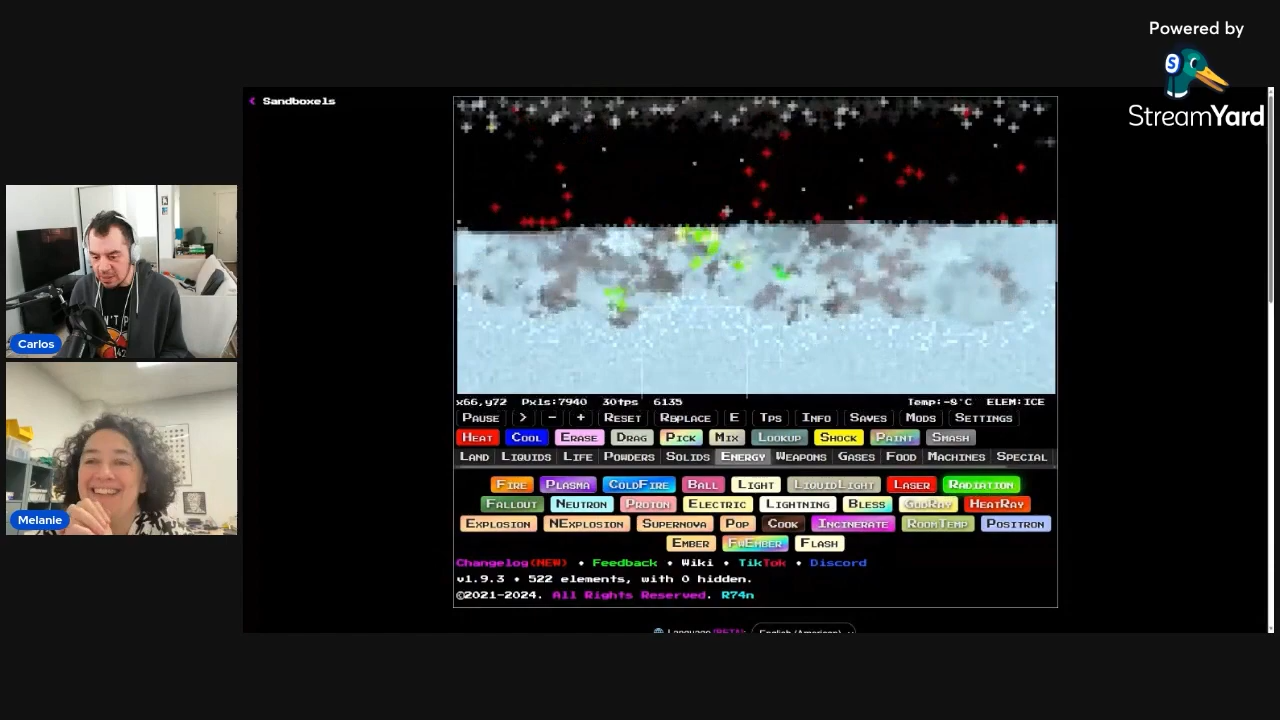 Powered by
StreamYard
Sandboxels
Carlos
Melanie
x66,y72 Pxls:7940 30tps 6135 Temp:-8°C ELEM:ICE
PAUSE > - + RESET REPLACE E TPS INFO SAVES MODS SETTINGS
HEAT COOL ERASE DRAG PICK MIX LOOKUP SHOCK PAINT SMASH
LAND LIQUIDS LIFE POWDERS SOLIDS ENERGY WEAPONS GASES FOOD MACHINES SPECIAL
FIRE PLASMA COLDFIRE BALL LIGHT LIQUIDLIGHT LASER RADIATION
FALLOUT NEUTRON PROTON ELECTRIC LIGHTNING BLESS GODRAY HEATRAY
EXPLOSION NEXPLOSION SUPERNOVA POP COOK INCINERATE ROOMTEMP POSITRON
EMBER FWEMBER FLASH
Changelog(NEW) • Feedback • Wiki • TikTok • Discord
v1.9.3 • 522 elements, with 0 hidden.
©2021-2024. All Rights Reserved. R74n
Language (BETA): English (American)